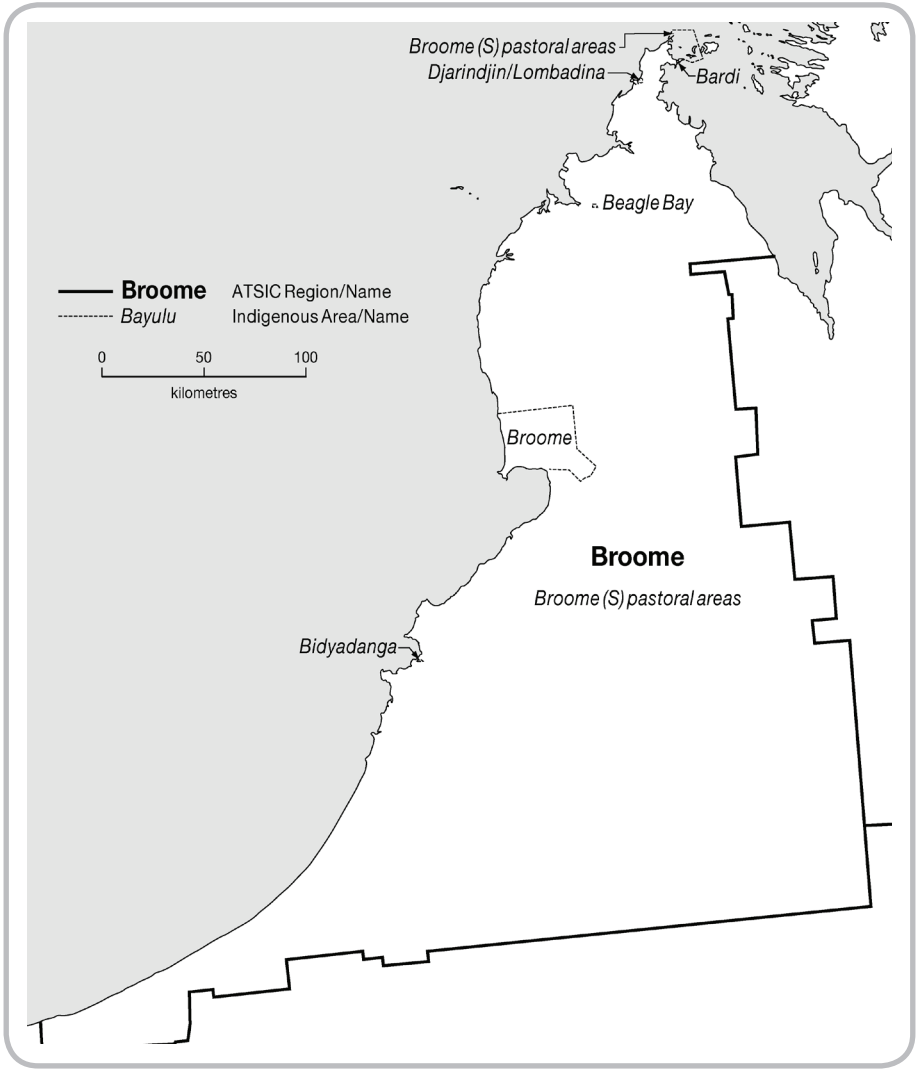 Broome (S) pastoral areas
Djarindjin/Lombadina
Bardi
Beagle Bay
Broome ATSIC Region/Name
Bayulu Indigenous Area/Name
0 50 100
kilometres
Broome
Broome
Broome (S) pastoral areas
Bidyadanga